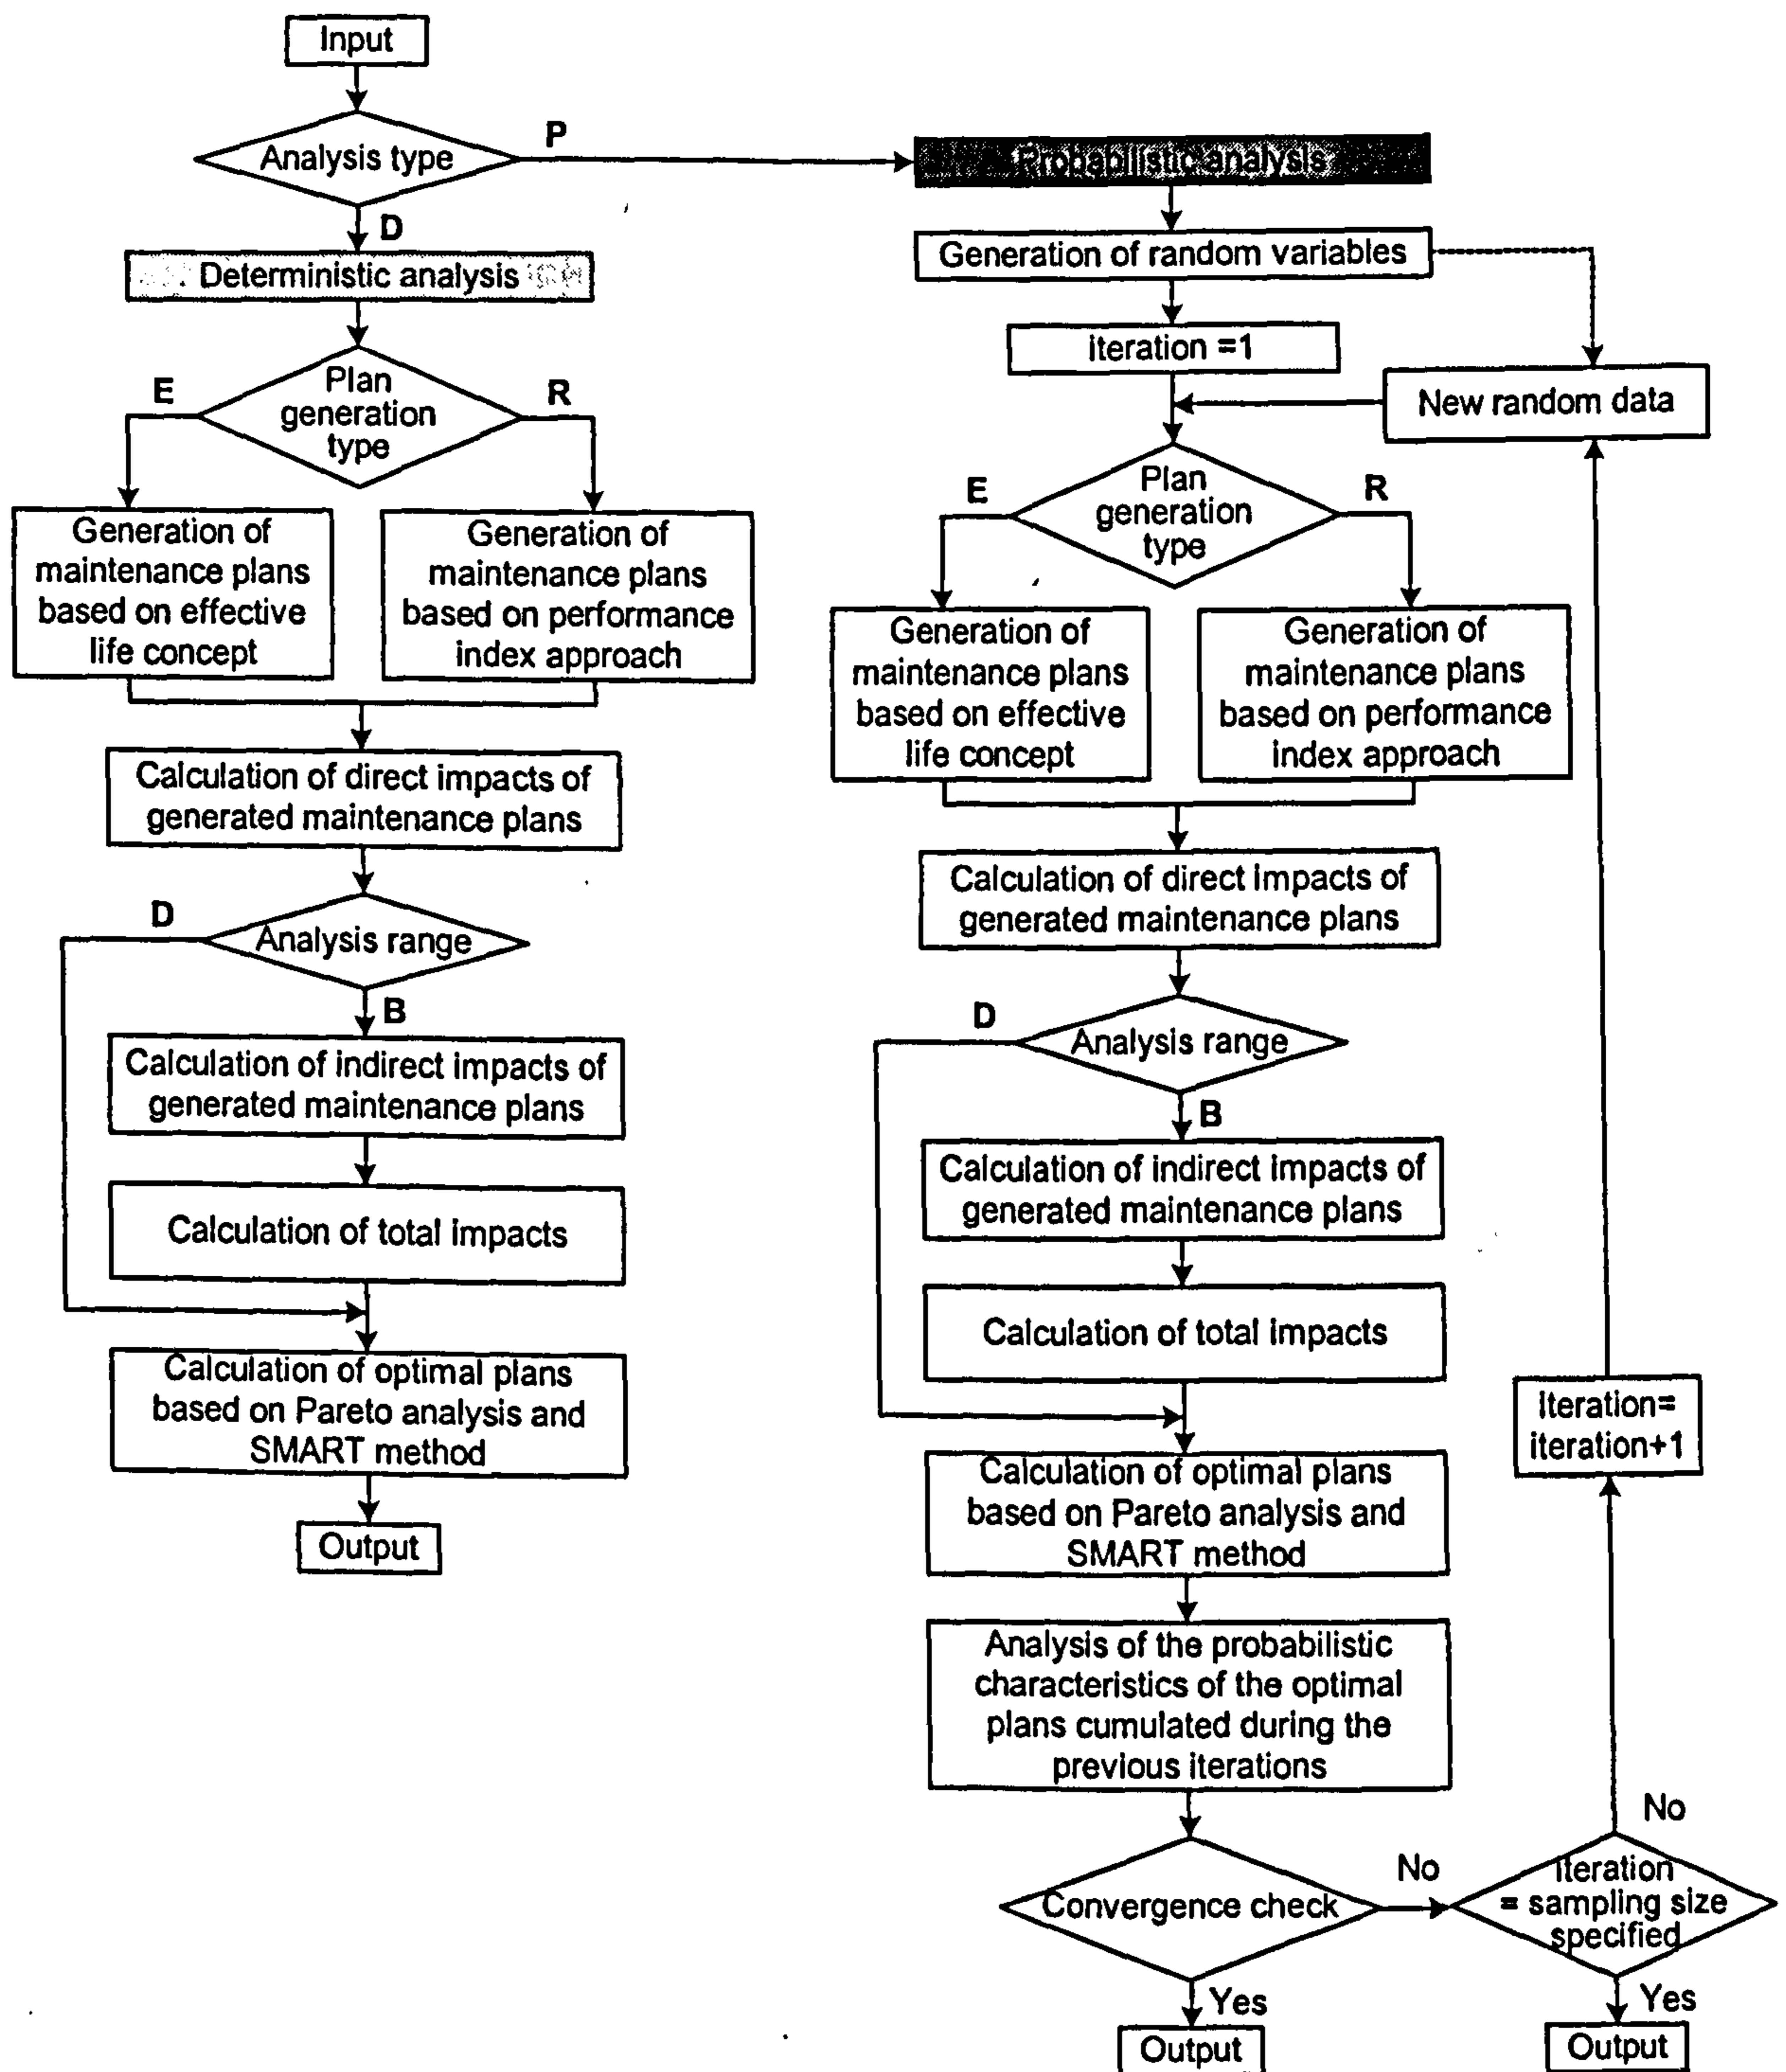 Input
Analysis type
P
D
Deterministic analysis
Plan
generation
type
E
R
Generation of
maintenance plans
based on effective
life concept
Generation of
maintenance plans
based on performance
index approach
Calculation of direct impacts of
generated maintenance plans
Analysis range
D
B
Calculation of indirect impacts of
generated maintenance plans
Calculation of total impacts
Calculation of optimal plans
based on Pareto analysis and
SMART method
Output
Probabilistic analysis
Generation of random variables
iteration =1
New random data
Plan
generation
type
E
R
Generation of
maintenance plans
based on effective
life concept
Generation of
maintenance plans
based on performance
index approach
Calculation of direct impacts of
generated maintenance plans
Analysis range
D
B
Calculation of indirect impacts of
generated maintenance plans
Calculation of total impacts
Calculation of optimal plans
based on Pareto analysis and
SMART method
Analysis of the probabilistic
characteristics of the optimal
plans cumulated during the
previous iterations
Convergence check
No
Yes
Output
iteration
= sampling size
specified
No
Yes
Output
iteration=
iteration+1